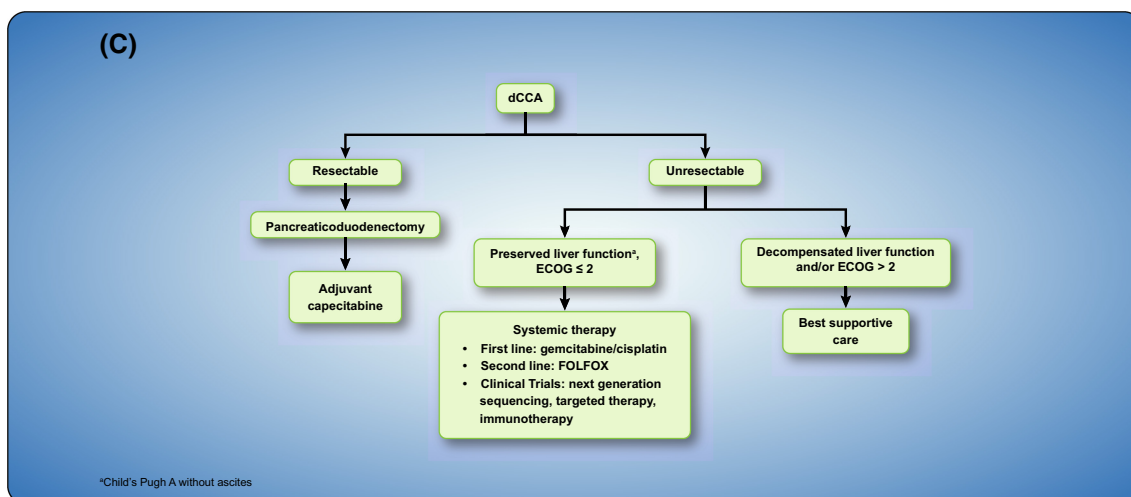 (C)
dCCA
Resectable
Unresectable
Pancreaticoduodenectomy
Preserved liver functionᵃ,
ECOG ≤ 2
Decompensated liver function
and/or ECOG > 2
Adjuvant
capecitabine
Systemic therapy
• First line: gemcitabine/cisplatin
• Second line: FOLFOX
• Clinical Trials: next generation
sequencing, targeted therapy,
immunotherapy
Best supportive
care
ᵃChild's Pugh A without ascites